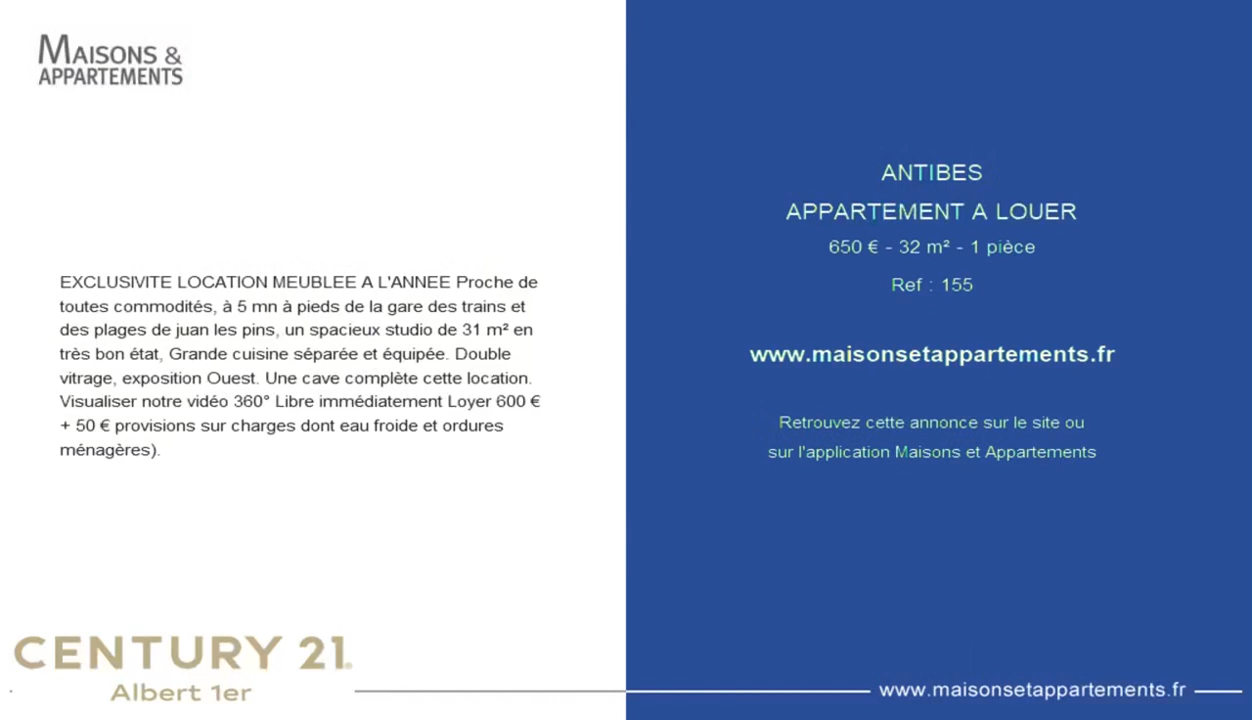 MAISONS &
APPARTEMENTS
EXCLUSIVITE LOCATION MEUBLEE A L'ANNEE Proche de
toutes commodités, à 5 mn à pieds de la gare des trains et
des plages de juan les pins, un spacieux studio de 31 m² en
très bon état, Grande cuisine séparée et équipée. Double
vitrage, exposition Ouest. Une cave complète cette location.
Visualiser notre vidéo 360° Libre immédiatement Loyer 600 €
+ 50 € provisions sur charges dont eau froide et ordures
ménagères).
CENTURY 21.
Albert 1er
ANTIBES
APPARTEMENT A LOUER
650 € - 32 m² - 1 pièce
Ref : 155
www.maisonsetappartements.fr
Retrouvez cette annonce sur le site ou
sur l'application Maisons et Appartements
www.maisonsetappartements.fr